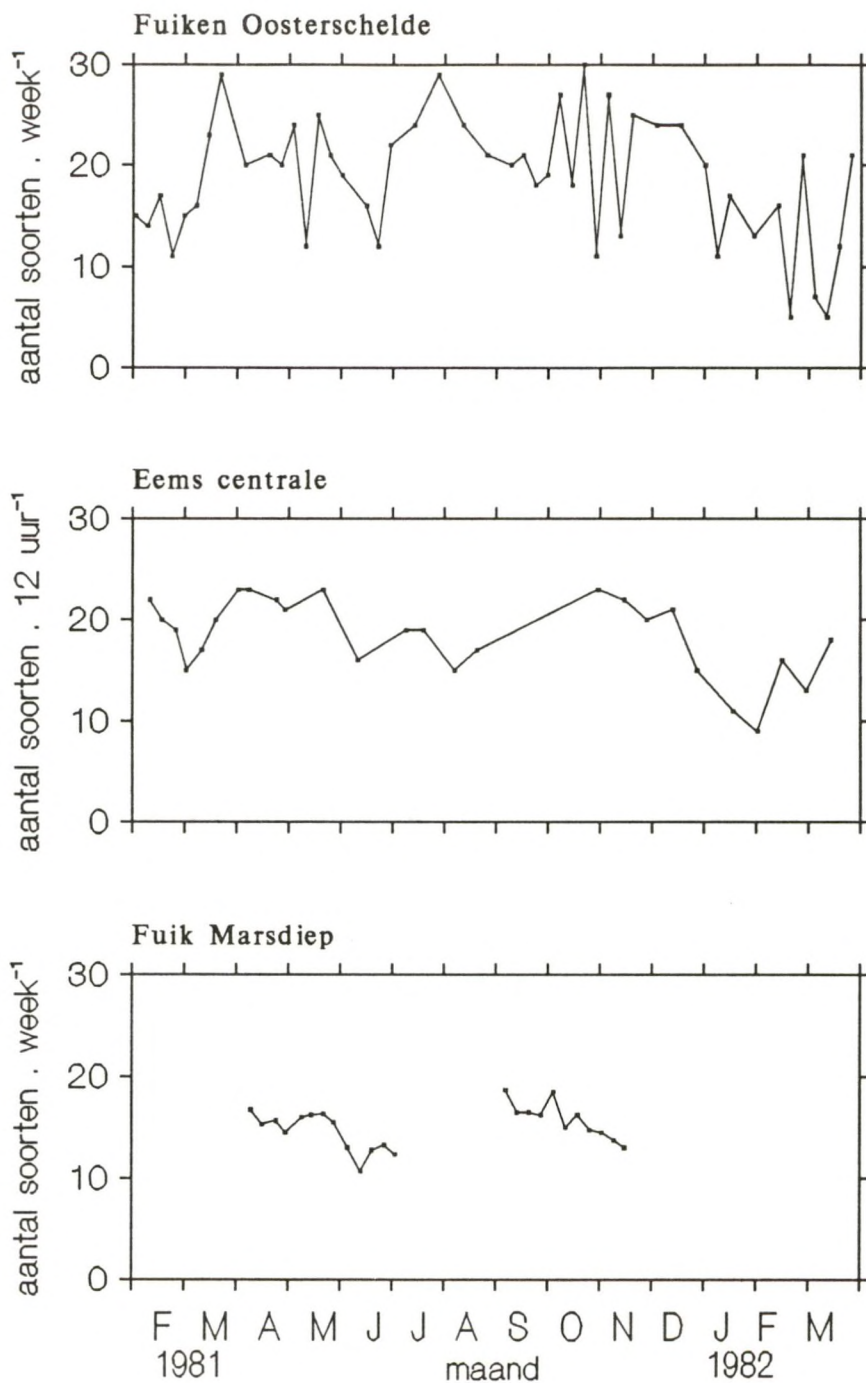 Fuiken Oosterschelde
aantal soorten . week⁻¹
30
20
10
0
Eems centrale
aantal soorten . 12 uur⁻¹
30
20
10
0
Fuik Marsdiep
aantal soorten . week⁻¹
30
20
10
0
F M A M J J A S O N D J F M
1981 maand 1982